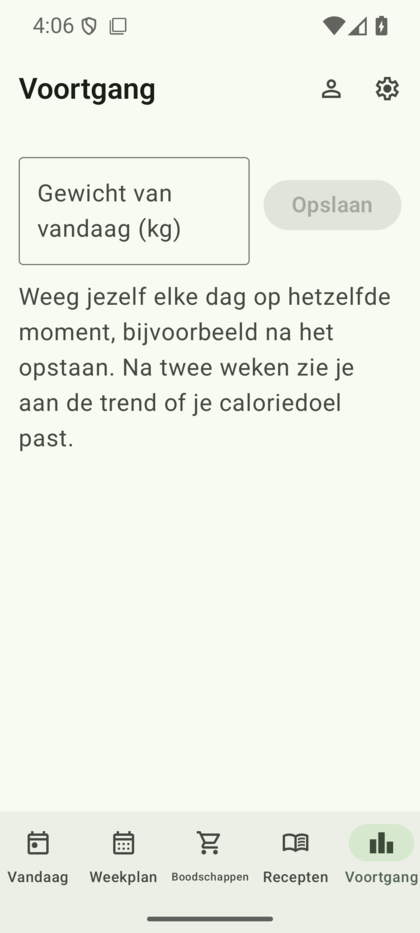 4:06
Voortgang
Gewicht van
vandaag (kg)
Opslaan
Weeg jezelf elke dag op hetzelfde
moment, bijvoorbeeld na het
opstaan. Na twee weken zie je
aan de trend of je caloriedoel
past.
Vandaag
Weekplan
Boodschappen
Recepten
Voortgang